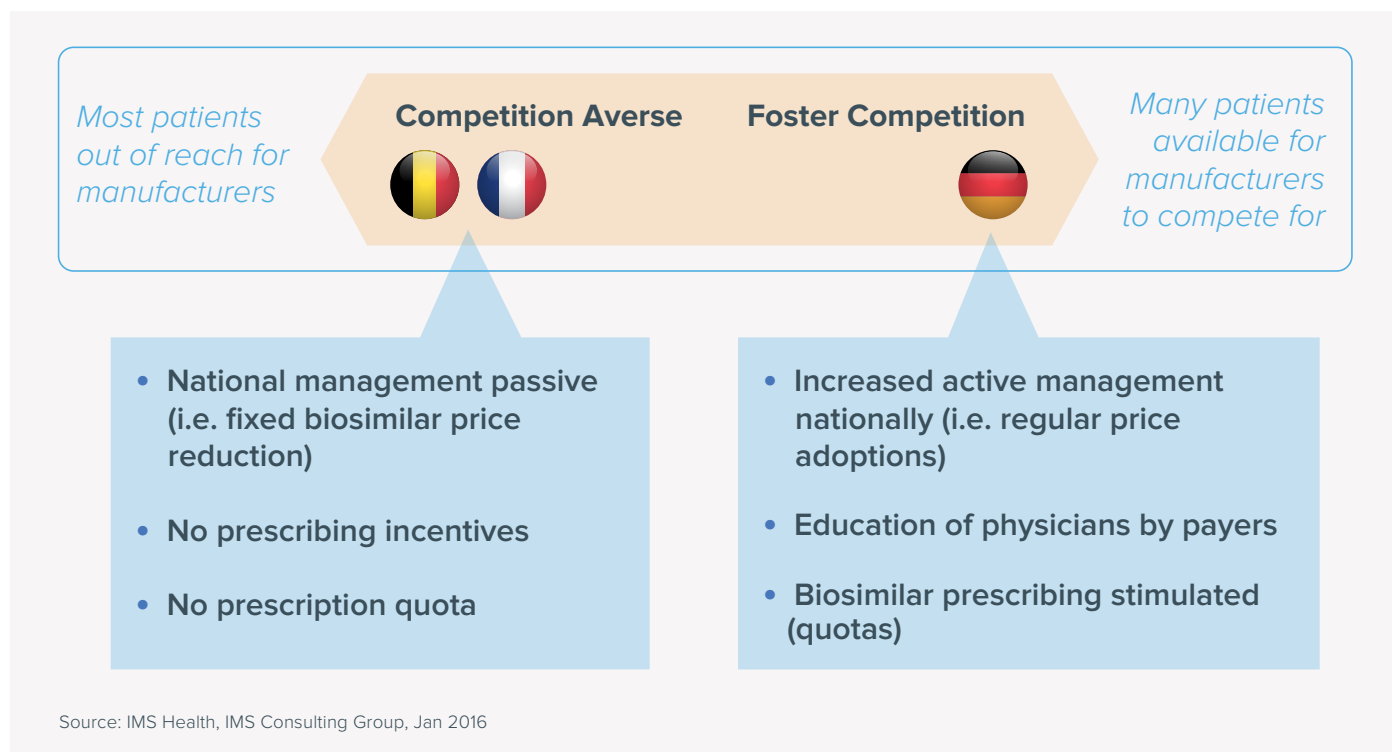 Most patients
out of reach for
manufacturers
Competition Averse
Foster Competition
Many patients
available for
manufacturers
to compete for
• National management passive
(i.e. fixed biosimilar price
reduction)
• No prescribing incentives
• No prescription quota
• Increased active management
nationally (i.e. regular price
adoptions)
• Education of physicians by payers
• Biosimilar prescribing stimulated
(quotas)
Source: IMS Health, IMS Consulting Group, Jan 2016